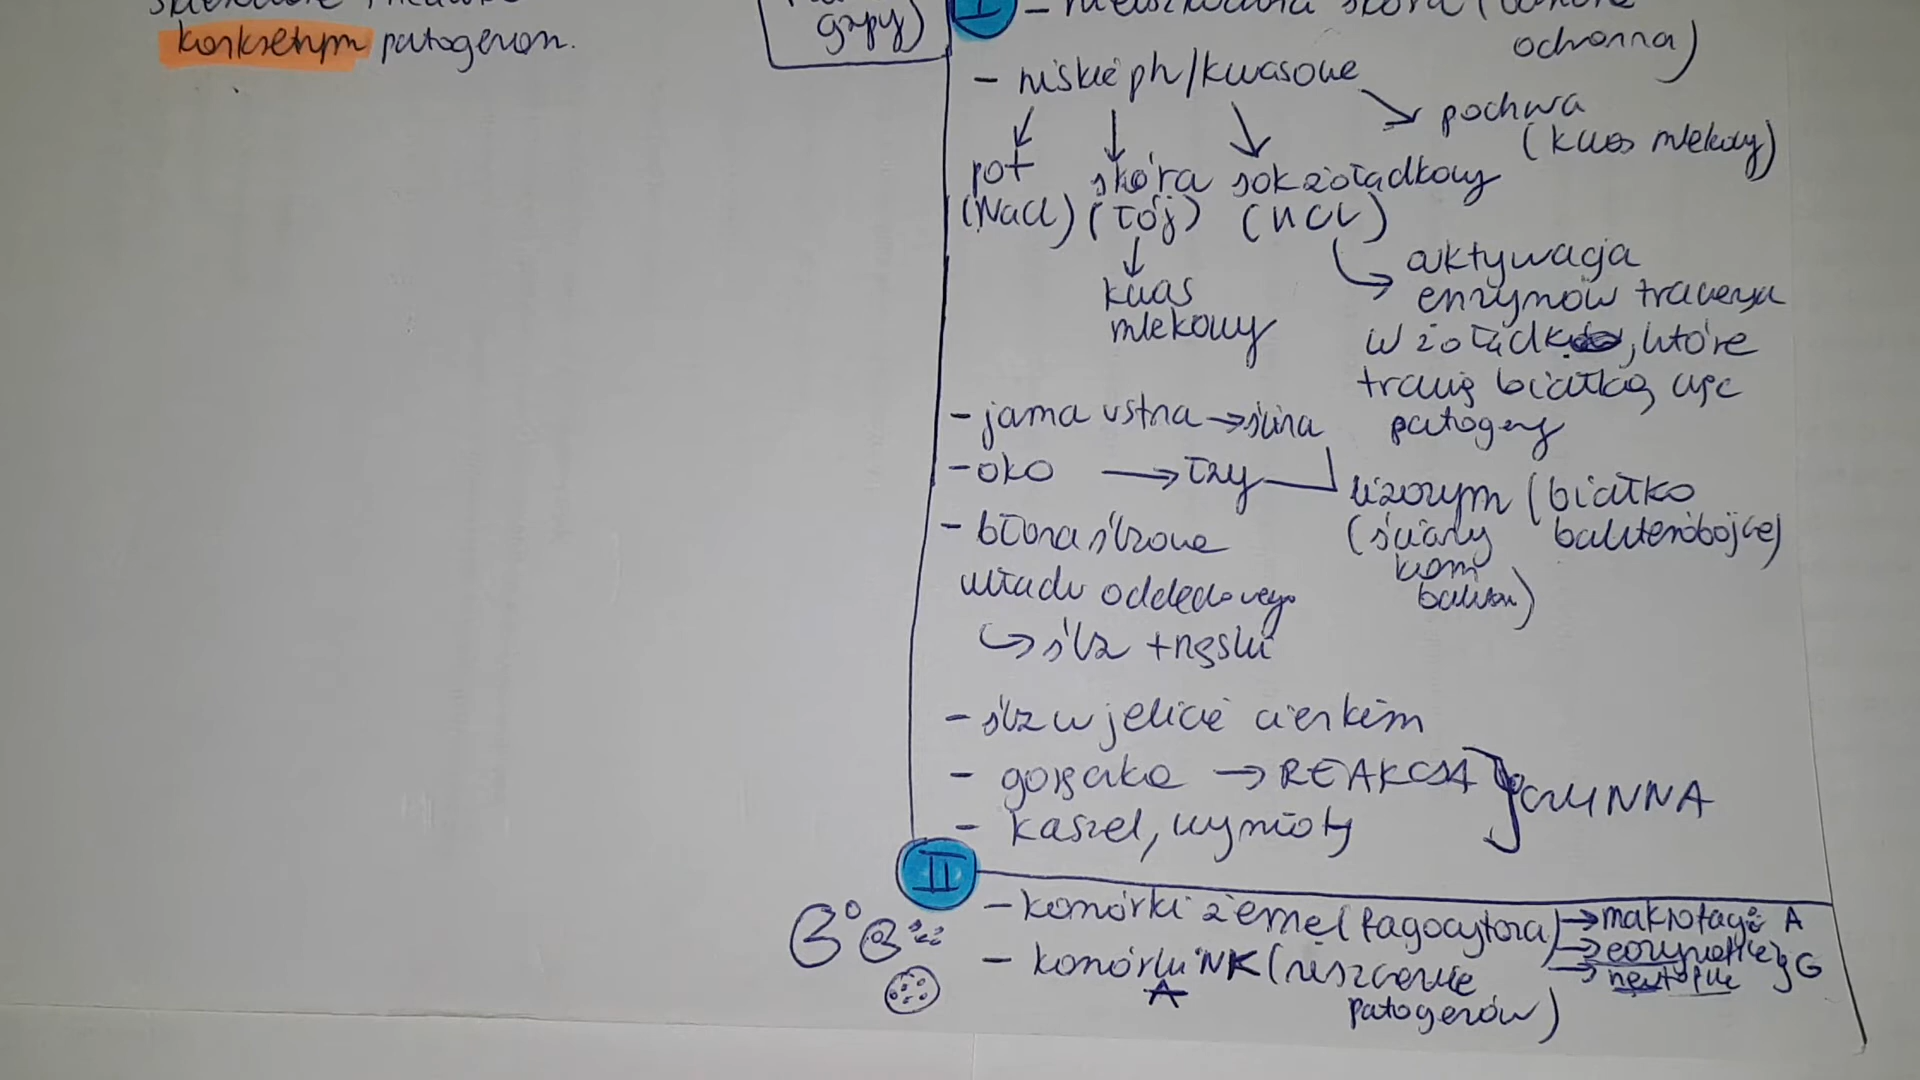 konkretnym patogenom.
grzypy)
I
ochronna)
- niskie ph/kwasowe
pochwa
(kwas mlekowy)
pot skóra sok żołądkowy
(NaCl) (łój) (HCl)
kwas
mlekowy
aktywacja
enzymów trawienia
w żołądku, które
trawią białka, więc
patogeny
- jama ustna → ślina
- oko → łzy
lizozym (białko
bakteriobójcze)
(ściany
kom
bakterii)
- błona śluzowa
układu oddechowego
↳ śluz + rzęski
- śluz w jelicie cienkim
- gorączka → REAKCJA
- kaszel, wymioty
CZYNNA
II
- komórki żerne (fagocytoza) → makrofagi A
→ eozynofile
→ neutrofile
G
- komórki NK (niszczenie
A
patogenów)